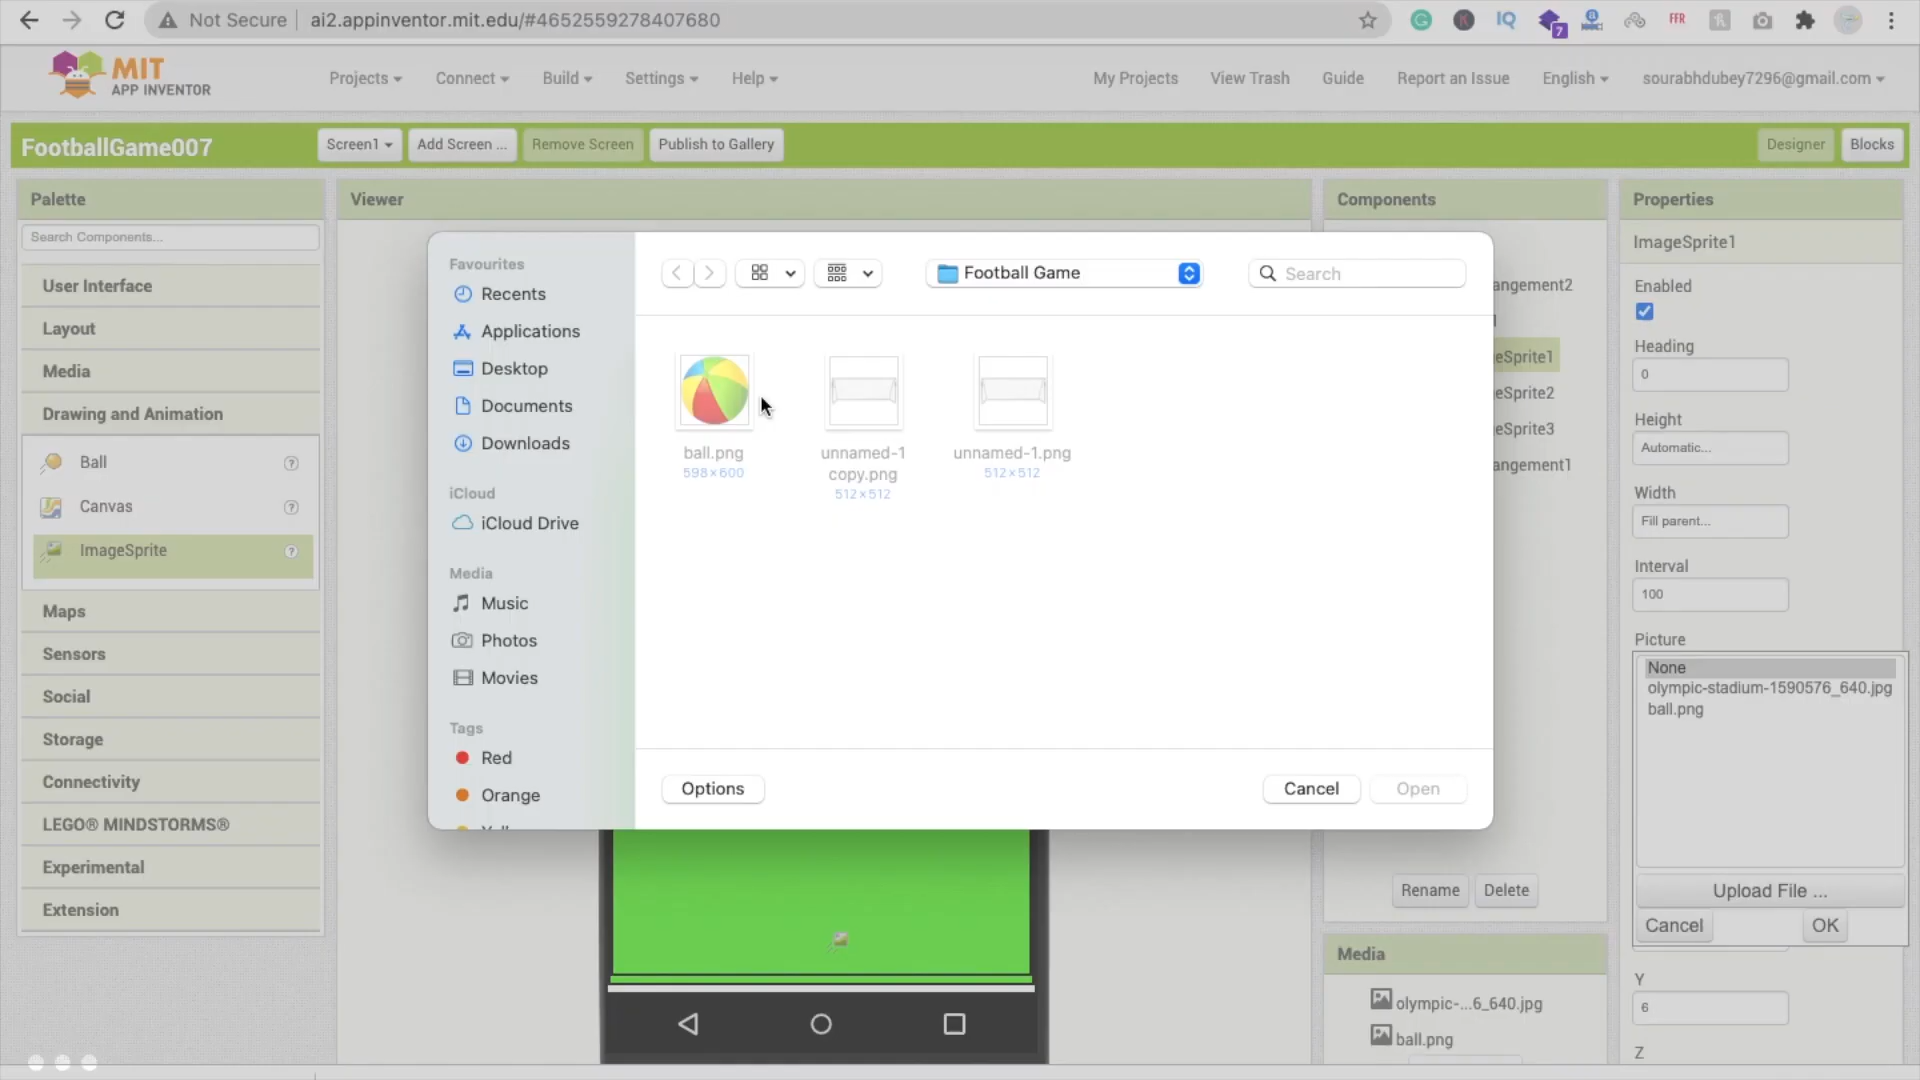 Not Secure
ai2.appinventor.mit.edu/#4652559278407680
IQ
7
FFR
MIT
APP INVENTOR
Projects
Connect
Build
Settings
Help
My Projects
View Trash
Guide
Report an Issue
English
sourabhdubey7296@gmail.com
FootballGame007
Screen1
Add Screen ...
Remove Screen
Publish to Gallery
Designer
Blocks
Palette
Search Components...
User Interface
Layout
Media
Drawing and Animation
Ball
?
Canvas
?
ImageSprite
?
Maps
Sensors
Social
Storage
Connectivity
LEGO® MINDSTORMS®
Experimental
Extension
Viewer
Favourites
Recents
Applications
Desktop
Documents
Downloads
iCloud
iCloud Drive
Media
Music
Photos
Movies
Tags
Red
Orange
Football Game
Search
ball.png
598×600
unnamed-1
copy.png
512×512
unnamed-1.png
512×512
Options
Cancel
Open
Components
angement2
eSprite1
eSprite2
eSprite3
angement1
Rename
Delete
Media
olympic-...6_640.jpg
ball.png
Properties
ImageSprite1
Enabled
Heading
0
Height
Automatic...
Width
Fill parent...
Interval
100
Picture
None
olympic-stadium-1590576_640.jpg
ball.png
Upload File ...
Cancel
OK
Y
6
Z